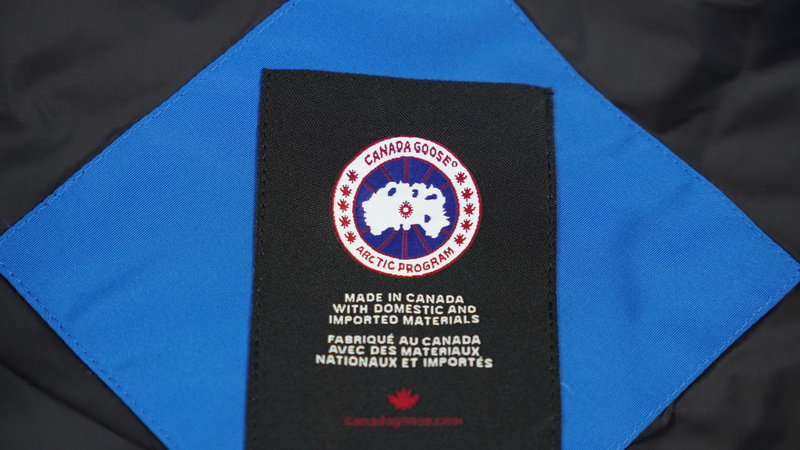 CANADA GOOSE®
ARCTIC PROGRAM
MADE IN CANADA
WITH DOMESTIC AND
IMPORTED MATERIALS
FABRIQUÉ AU CANADA
AVEC DES MATÉRIAUX
NATIONAUX ET IMPORTÉS
canadagoose.com